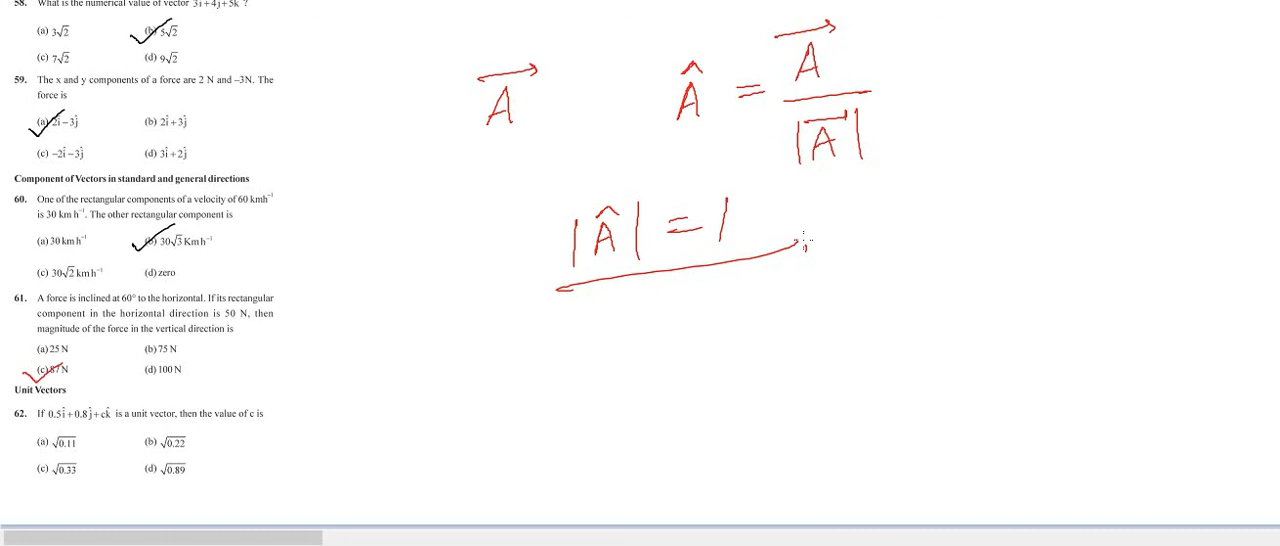 58. What is the numerical value of vector 3i+4j+5k ?
(a) 3√2 (b) 5√2
(c) 7√2 (d) 9√2
59. The x and y components of a force are 2 N and –3N. The
force is
(a) 2î–3ĵ (b) 2î+3ĵ
(c) –2î–3ĵ (d) 3î+2ĵ
Component of Vectors in standard and general directions
60. One of the rectangular components of a velocity of 60 kmh⁻¹
is 30 km h⁻¹. The other rectangular component is
(a) 30 km h⁻¹ (b) 30√3 Km h⁻¹
(c) 30√2 km h⁻¹ (d) zero
61. A force is inclined at 60° to the horizontal. If its rectangular
component in the horizontal direction is 50 N, then
magnitude of the force in the vertical direction is
(a) 25 N (b) 75 N
(c) 87 N (d) 100 N
Unit Vectors
62. If 0.5î+0.8ĵ+ck̂ is a unit vector, then the value of c is
(a) √0.11 (b) √0.22
(c) √0.33 (d) √0.89
A⃗ Â = A⃗ / |A⃗|
|Â| = 1